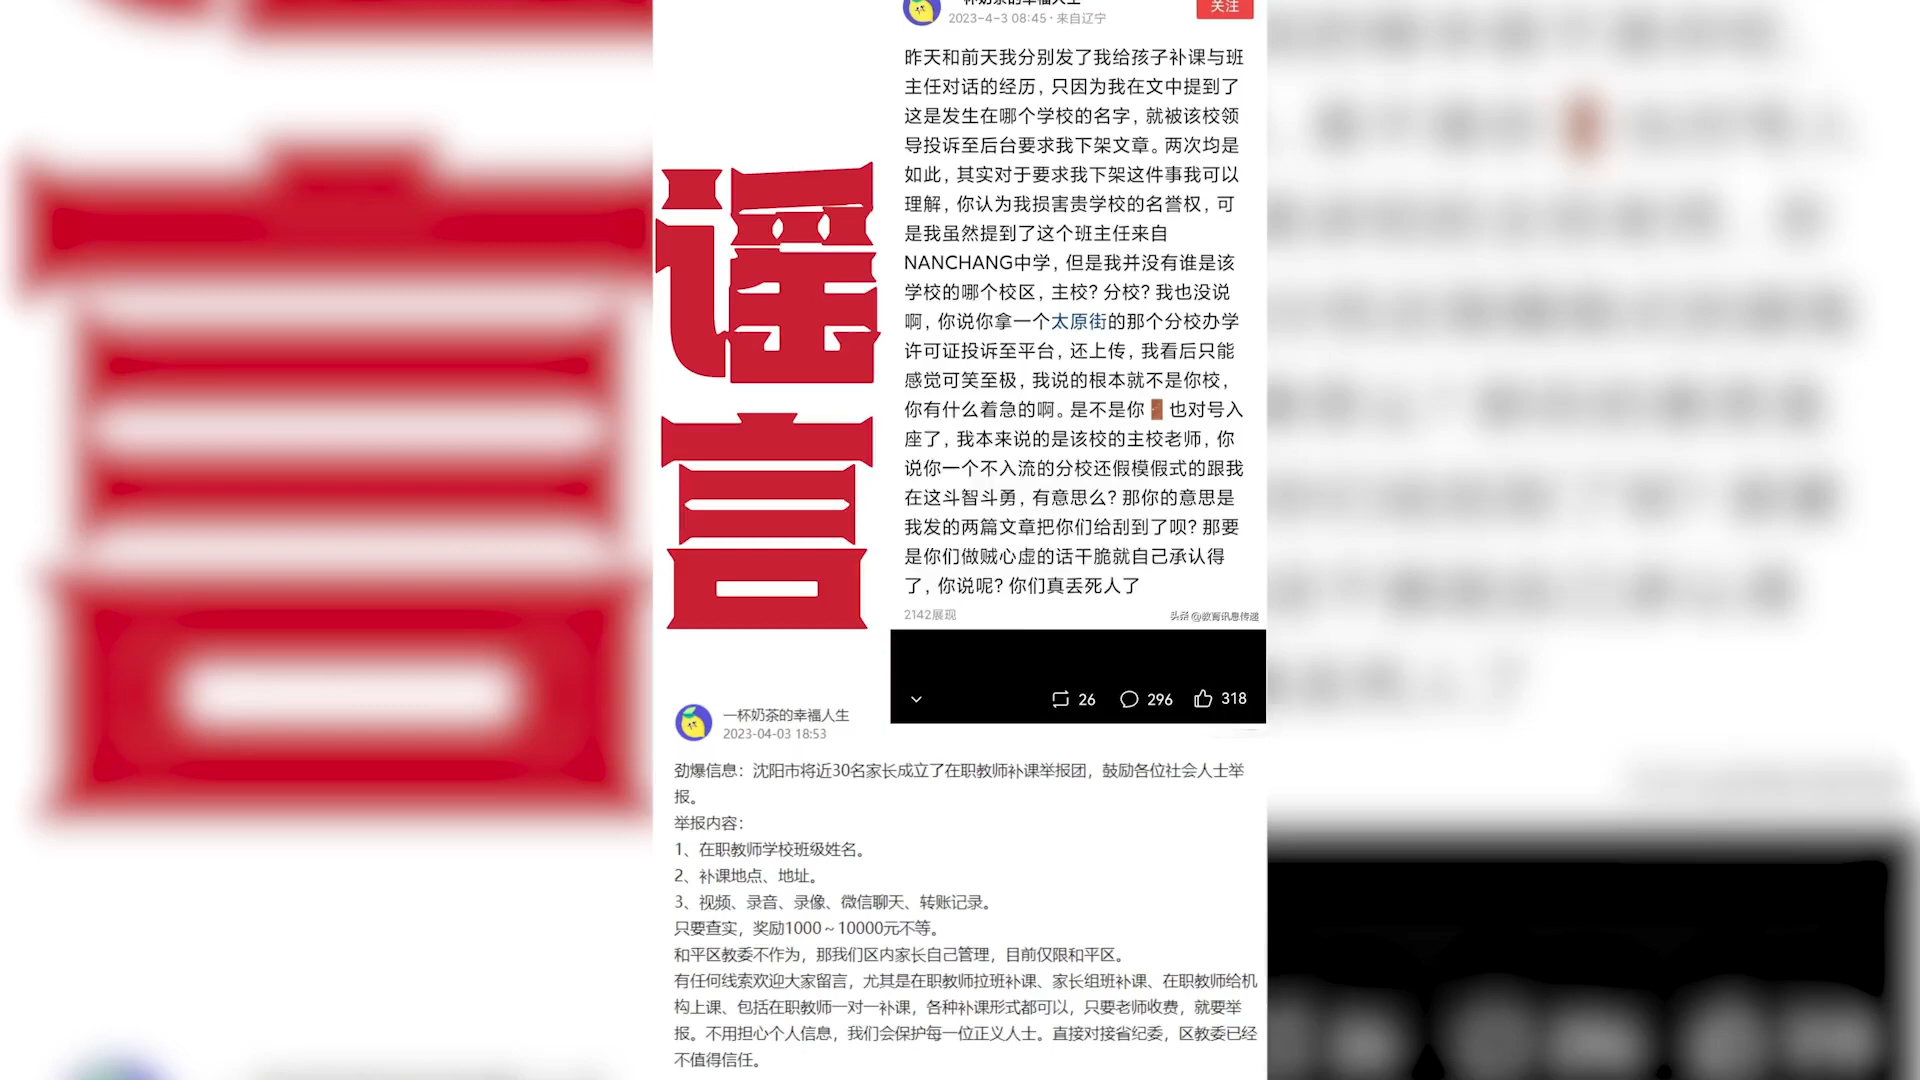 谣言
一杯奶茶的幸福人生
2023-4-3 08:45·来自辽宁
关注
昨天和前天我分别发了我给孩子补课与班
主任对话的经历，只因为我在文中提到了
这是发生在哪个学校的名字，就被该校领
导投诉至后台要求我下架文章。两次均是
如此，其实对于要求我下架这件事我可以
理解，你认为我损害贵学校的名誉权，可
是我虽然提到了这个班主任来自
NANCHANG中学，但是我并没有谁是该
学校的哪个校区，主校？分校？我也没说
啊，你说你拿一个太原街的那个分校办学
许可证投诉至平台，还上传，我看后只能
感觉可笑至极，我说的根本就不是你校，
你有什么着急的啊。是不是你🚪也对号入
座了，我本来说的是该校的主校老师，你
说你一个不入流的分校还假模假式的跟我
在这斗智斗勇，有意思么？那你的意思是
我发的两篇文章把你们给刮到了呗？那要
是你们做贼心虚的话干脆就自己承认得
了，你说呢？你们真丢死人了
2142展现
头条 @教育讯息传递
26 296 318
一杯奶茶的幸福人生
2023-04-03 18:53
劲爆信息：沈阳市将近30名家长成立了在职教师补课举报团，鼓励各位社会人士举
报。
举报内容：
1、在职教师学校班级姓名。
2、补课地点、地址。
3、视频、录音、录像、微信聊天、转账记录。
只要查实，奖励1000～10000元不等。
和平区教委不作为，那我们区内家长自己管理，目前仅限和平区。
有任何线索欢迎大家留言，尤其是在职教师拉班补课、家长组班补课、在职教师给机
构上课、包括在职教师一对一补课，各种补课形式都可以，只要老师收费，就要举
报。不用担心个人信息，我们会保护每一位正义人士。直接对接省纪委，区教委已经
不值得信任。